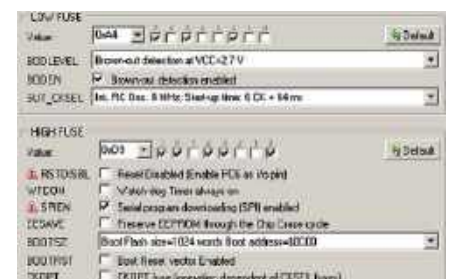 LOW FUSE
Value 0xA4 Default
BODLEVEL Brown-out detection at VCC=2.7 V
BODEN Brown-out detection enabled
SUT_CKSEL Int. RC Osc. 8 MHz; Start-up time: 6 CK + 64 ms
HIGH FUSE
Value Default
RSTDISBL Reset Disabled (Enable PC6 as i/o pin)
WTDON Watch-dog Timer always on
SPIEN Serial program downloading (SPI) enabled
EESAVE Preserve EEPROM through the Chip Erase cycle
BOOTSZ Boot Flash size=1024 words Boot address=$0C00
BOOTRST Boot Reset vector Enabled